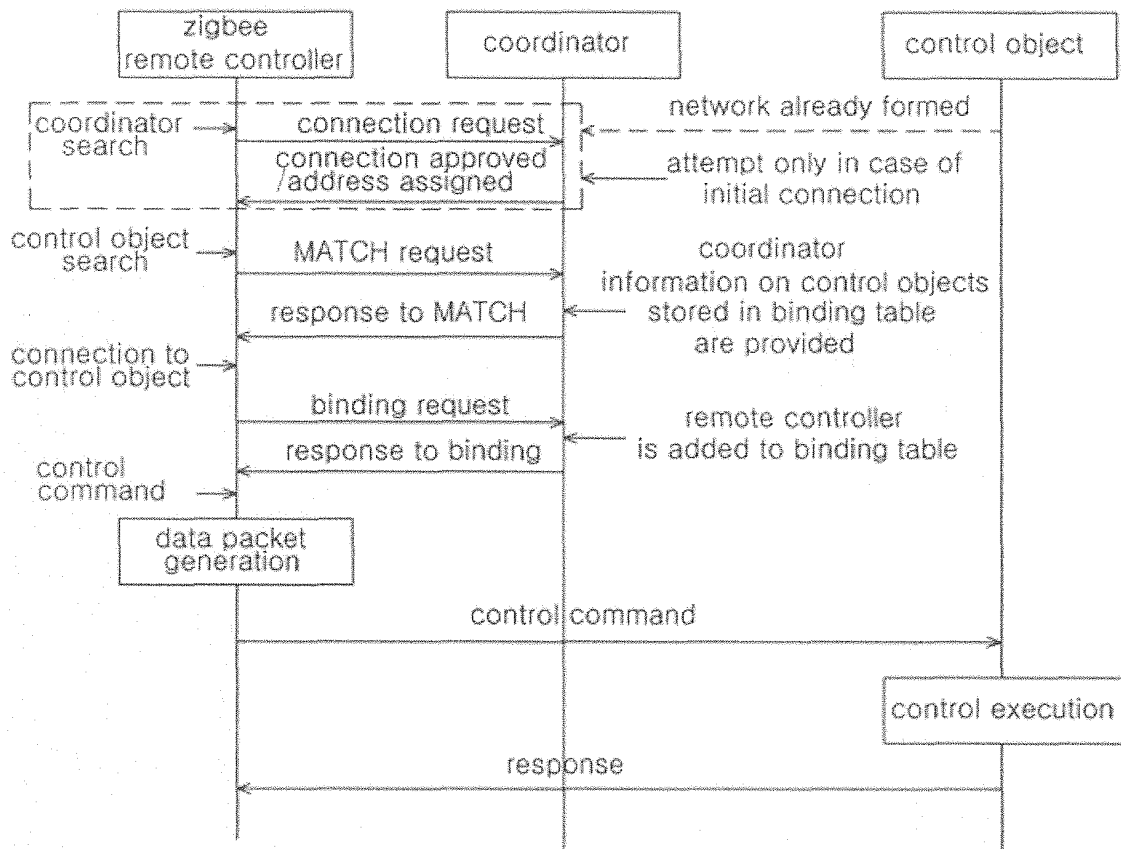 zigbee
remote controller
coordinator
control object
coordinator
search
connection request
network already formed
connection approved
/address assigned
attempt only in case of
initial connection
control object
search
MATCH request
coordinator
information on control objects
stored in binding table
are provided
response to MATCH
connection to
control object
binding request
remote controller
is added to binding table
response to binding
control
command
data packet
generation
control command
control execution
response